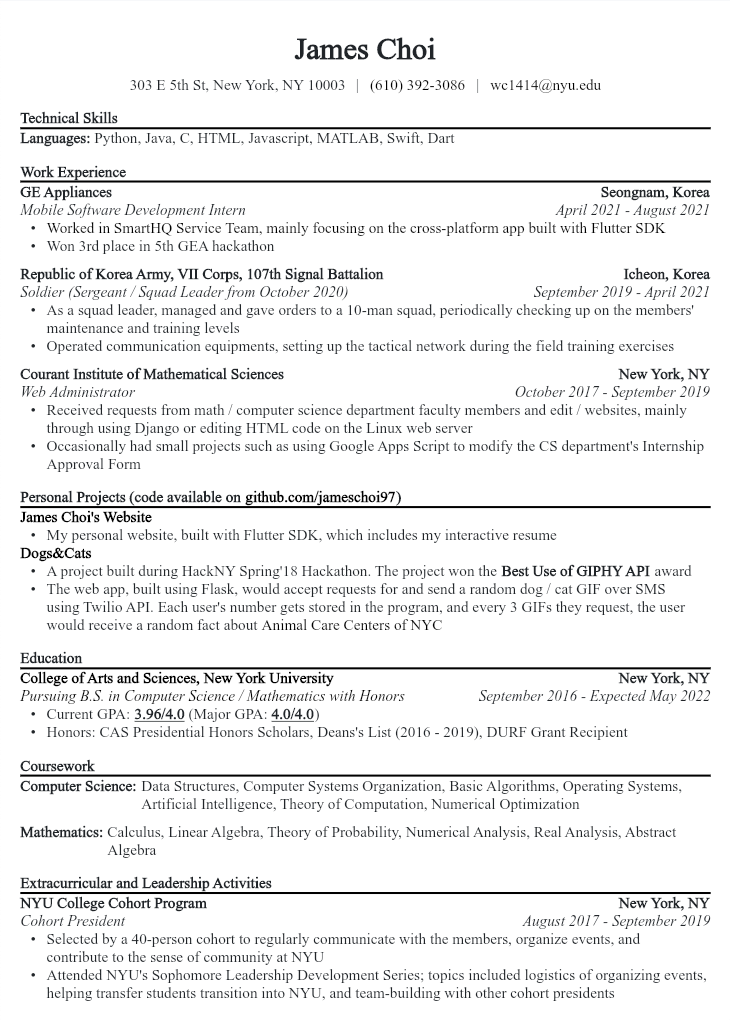 James Choi
303 E 5th St, New York, NY 10003 | (610) 392-3086 | wc1414@nyu.edu
Technical Skills
Languages: Python, Java, C, HTML, Javascript, MATLAB, Swift, Dart
Work Experience
GE Appliances Seongnam, Korea
Mobile Software Development Intern April 2021 - August 2021
• Worked in SmartHQ Service Team, mainly focusing on the cross-platform app built with Flutter SDK
• Won 3rd place in 5th GEA hackathon
Republic of Korea Army, VII Corps, 107th Signal Battalion Icheon, Korea
Soldier (Sergeant / Squad Leader from October 2020) September 2019 - April 2021
• As a squad leader, managed and gave orders to a 10-man squad, periodically checking up on the members'
maintenance and training levels
• Operated communication equipments, setting up the tactical network during the field training exercises
Courant Institute of Mathematical Sciences New York, NY
Web Administrator October 2017 - September 2019
• Received requests from math / computer science department faculty members and edit / websites, mainly
through using Django or editing HTML code on the Linux web server
• Occasionally had small projects such as using Google Apps Script to modify the CS department's Internship
Approval Form
Personal Projects (code available on github.com/jameschoi97)
James Choi's Website
• My personal website, built with Flutter SDK, which includes my interactive resume
Dogs&Cats
• A project built during HackNY Spring'18 Hackathon. The project won the Best Use of GIPHY API award
• The web app, built using Flask, would accept requests for and send a random dog / cat GIF over SMS
using Twilio API. Each user's number gets stored in the program, and every 3 GIFs they request, the user
would receive a random fact about Animal Care Centers of NYC
Education
College of Arts and Sciences, New York University New York, NY
Pursuing B.S. in Computer Science / Mathematics with Honors September 2016 - Expected May 2022
• Current GPA: 3.96/4.0 (Major GPA: 4.0/4.0)
• Honors: CAS Presidential Honors Scholars, Deans's List (2016 - 2019), DURF Grant Recipient
Coursework
Computer Science: Data Structures, Computer Systems Organization, Basic Algorithms, Operating Systems,
Artificial Intelligence, Theory of Computation, Numerical Optimization
Mathematics: Calculus, Linear Algebra, Theory of Probability, Numerical Analysis, Real Analysis, Abstract
Algebra
Extracurricular and Leadership Activities
NYU College Cohort Program New York, NY
Cohort President August 2017 - September 2019
• Selected by a 40-person cohort to regularly communicate with the members, organize events, and
contribute to the sense of community at NYU
• Attended NYU's Sophomore Leadership Development Series; topics included logistics of organizing events,
helping transfer students transition into NYU, and team-building with other cohort presidents